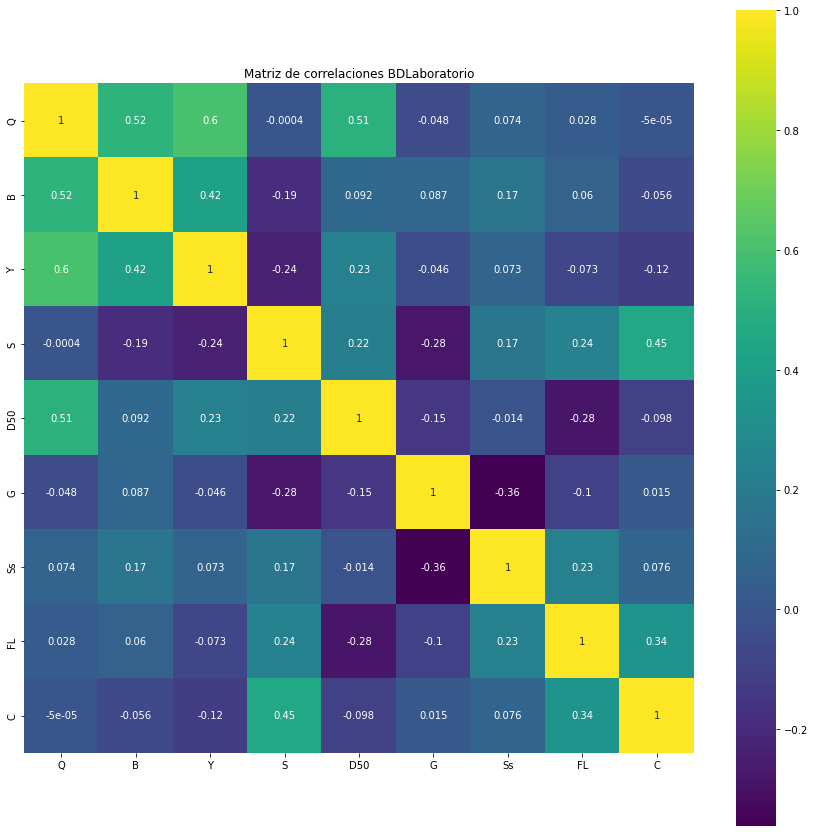 Matriz de correlaciones BDLaboratorio
Q 1 0.52 0.6 -0.0004 0.51 -0.048 0.074 0.028 -5e-05
B 0.52 1 0.42 -0.19 0.092 0.087 0.17 0.06 -0.056
Y 0.6 0.42 1 -0.24 0.23 -0.046 0.073 -0.073 -0.12
S -0.0004 -0.19 -0.24 1 0.22 -0.28 0.17 0.24 0.45
D50 0.51 0.092 0.23 0.22 1 -0.15 -0.014 -0.28 -0.098
G -0.048 0.087 -0.046 -0.28 -0.15 1 -0.36 -0.1 0.015
Ss 0.074 0.17 0.073 0.17 -0.014 -0.36 1 0.23 0.076
FL 0.028 0.06 -0.073 0.24 -0.28 -0.1 0.23 1 0.34
C -5e-05 -0.056 -0.12 0.45 -0.098 0.015 0.076 0.34 1
Q B Y S D50 G Ss FL C
1.0
0.8
0.6
0.4
0.2
0.0
−0.2